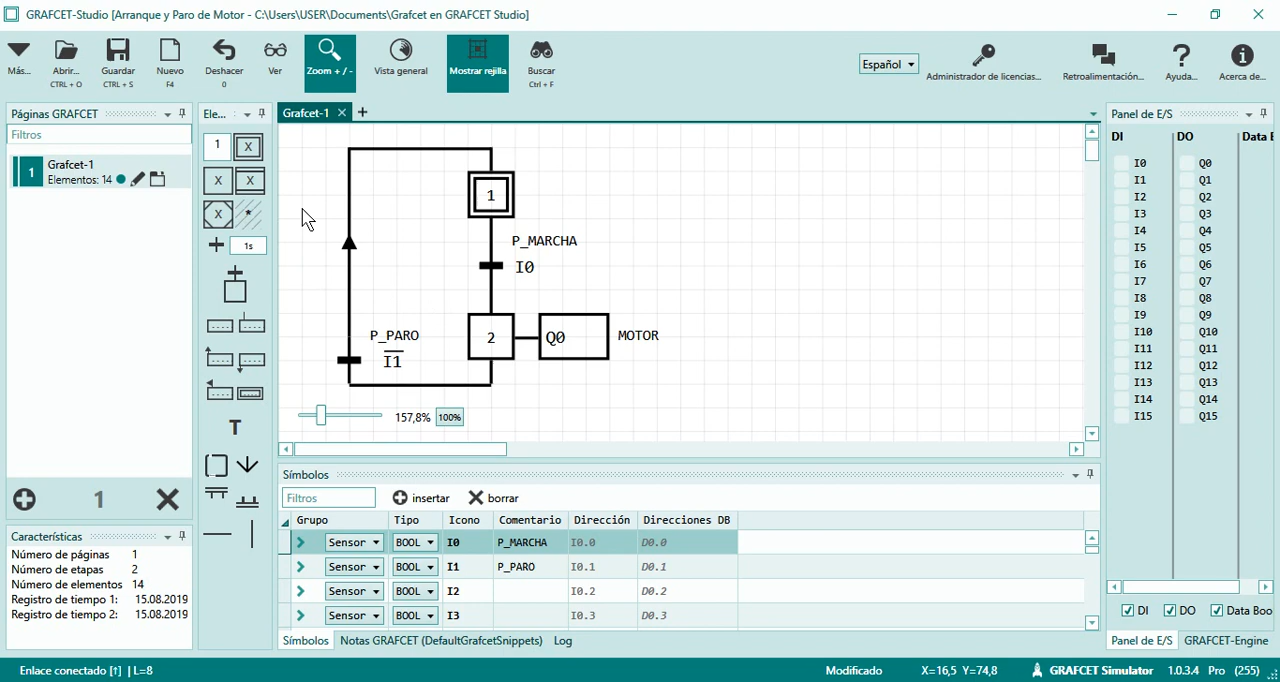 GRAFCET-Studio [Arranque y Paro de Motor - C:\Users\USER\Documents\Grafcet en GRAFCET Studio]
Más...
Abrir...
CTRL + O
Guardar
CTRL + S
Nuevo
F4
Deshacer
0
Ver
Zoom + / -
Vista general
Mostrar rejilla
Buscar
Ctrl + F
Español
Administrador de licencias...
Retroalimentación...
Ayuda...
Acerca de...
Páginas GRAFCET
Filtros
1
Grafcet-1
Elementos: 14
1
Características
Número de páginas 1
Número de etapas 2
Número de elementos 14
Registro de tiempo 1: 15.08.2019
Registro de tiempo 2: 15.08.2019
Ele...
1 X
X X
X *
1s
T
Grafcet-1
1
P_MARCHA
I0
P_PARO
I1
2
Q0
MOTOR
157,8% 100%
Símbolos
Filtros insertar borrar
Grupo Tipo Icono Comentario Dirección Direcciones DB
Sensor BOOL I0 P_MARCHA I0.0 D0.0
Sensor BOOL I1 P_PARO I0.1 D0.1
Sensor BOOL I2 I0.2 D0.2
Sensor BOOL I3 I0.3 D0.3
Símbolos Notas GRAFCET (DefaultGrafcetSnippets) Log
Panel de E/S
DI DO Data E
I0 Q0
I1 Q1
I2 Q2
I3 Q3
I4 Q4
I5 Q5
I6 Q6
I7 Q7
I8 Q8
I9 Q9
I10 Q10
I11 Q11
I12 Q12
I13 Q13
I14 Q14
I15 Q15
DI DO Data Boo
Panel de E/S GRAFCET-Engine
Enlace conectado [↑] | L=8
Modificado X=16,5 Y=74,8 GRAFCET Simulator 1.0.3.4 Pro (255)